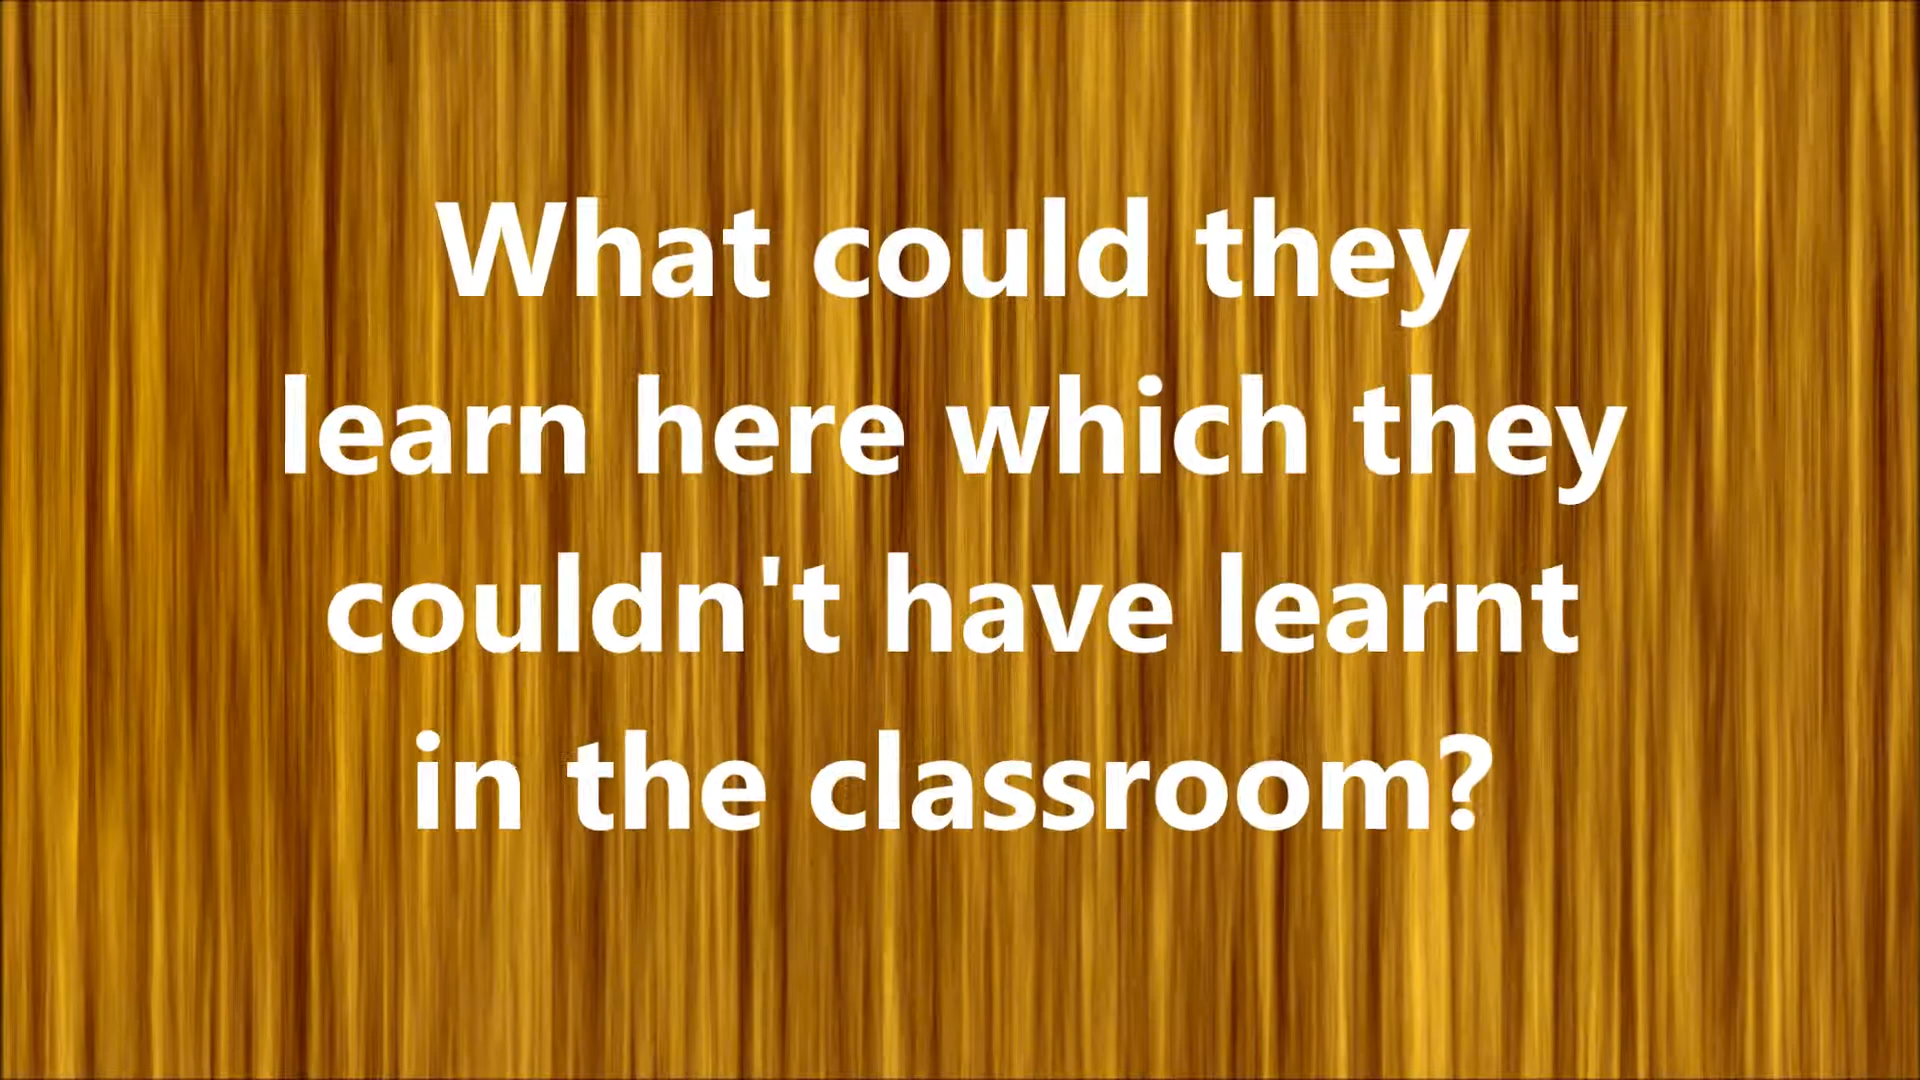 What could they
learn here which they
couldn't have learnt
in the classroom?